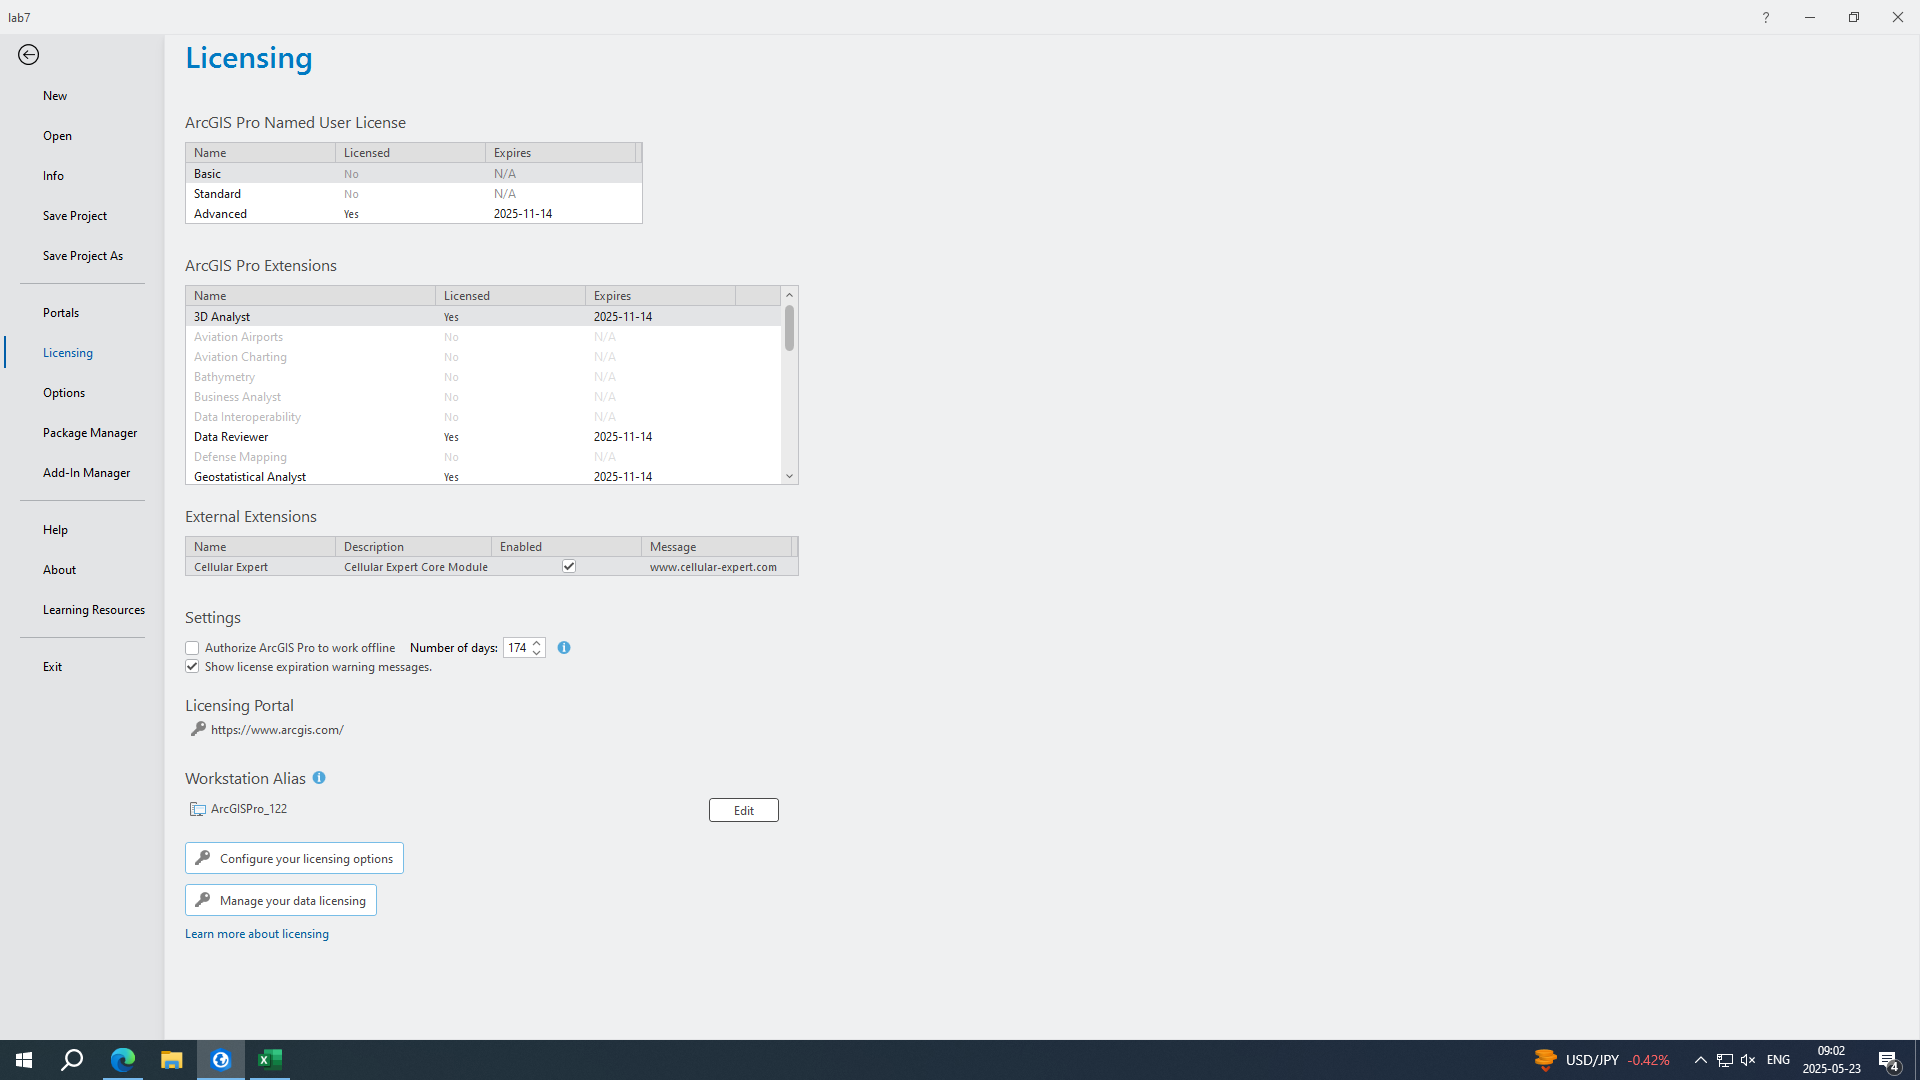 lab7
Licensing
New
Open
Info
Save Project
Save Project As
Portals
Licensing
Options
Package Manager
Add-In Manager
Help
About
Learning Resources
Exit
ArcGIS Pro Named User License
Name Licensed Expires
Basic No N/A
Standard No N/A
Advanced Yes 2025-11-14
ArcGIS Pro Extensions
Name Licensed Expires
3D Analyst Yes 2025-11-14
Aviation Airports No N/A
Aviation Charting No N/A
Bathymetry No N/A
Business Analyst No N/A
Data Interoperability No N/A
Data Reviewer Yes 2025-11-14
Defense Mapping No N/A
Geostatistical Analyst Yes 2025-11-14
External Extensions
Name Description Enabled Message
Cellular Expert Cellular Expert Core Module www.cellular-expert.com
Settings
Authorize ArcGIS Pro to work offline Number of days: 174
Show license expiration warning messages.
Licensing Portal
https://www.arcgis.com/
Workstation Alias
ArcGISPro_122
Edit
Configure your licensing options
Manage your data licensing
Learn more about licensing
USD/JPY -0.42%
ENG
09:02
2025-05-23
4